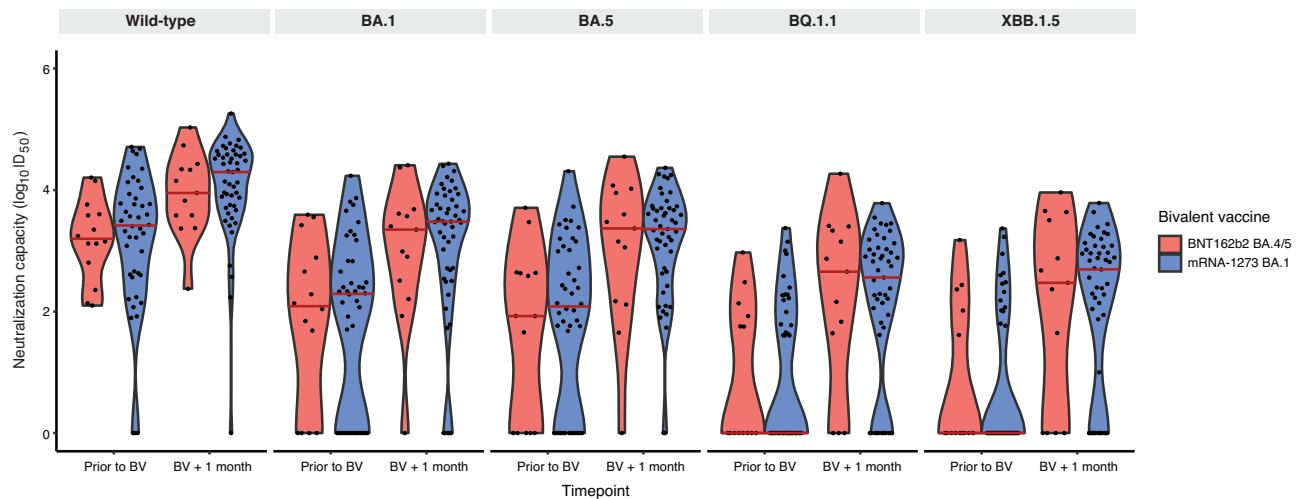 Wild-type
BA.1
BA.5
BQ.1.1
XBB.1.5
Neutralization capacity (log10ID50)
6
4
2
0
Prior to BV
BV + 1 month
Prior to BV
BV + 1 month
Prior to BV
BV + 1 month
Prior to BV
BV + 1 month
Prior to BV
BV + 1 month
Timepoint
Bivalent vaccine
BNT162b2 BA.4/5
mRNA-1273 BA.1